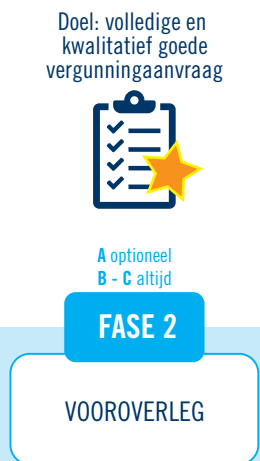 Doel: volledige en
kwalitatief goede
vergunningaanvraag
A optioneel
B - C altijd
FASE 2
VOOROVERLEG